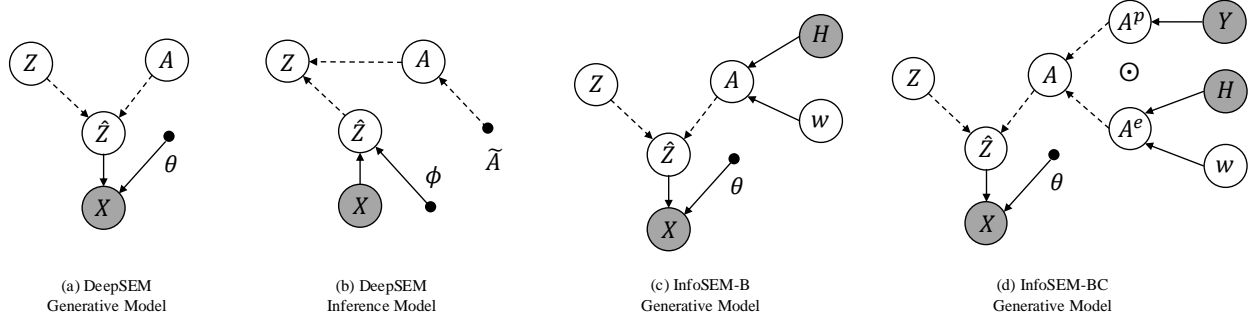 Z
A
Ẑ
θ
X
(a) DeepSEM
Generative Model
Z
A
Ẑ
Ã
ϕ
X
(b) DeepSEM
Inference Model
H
Z
A
w
Ẑ
θ
X
(c) InfoSEM-B
Generative Model
A^p
Y
Z
A
⊙
H
A^e
Ẑ
w
θ
X
(d) InfoSEM-BC
Generative Model